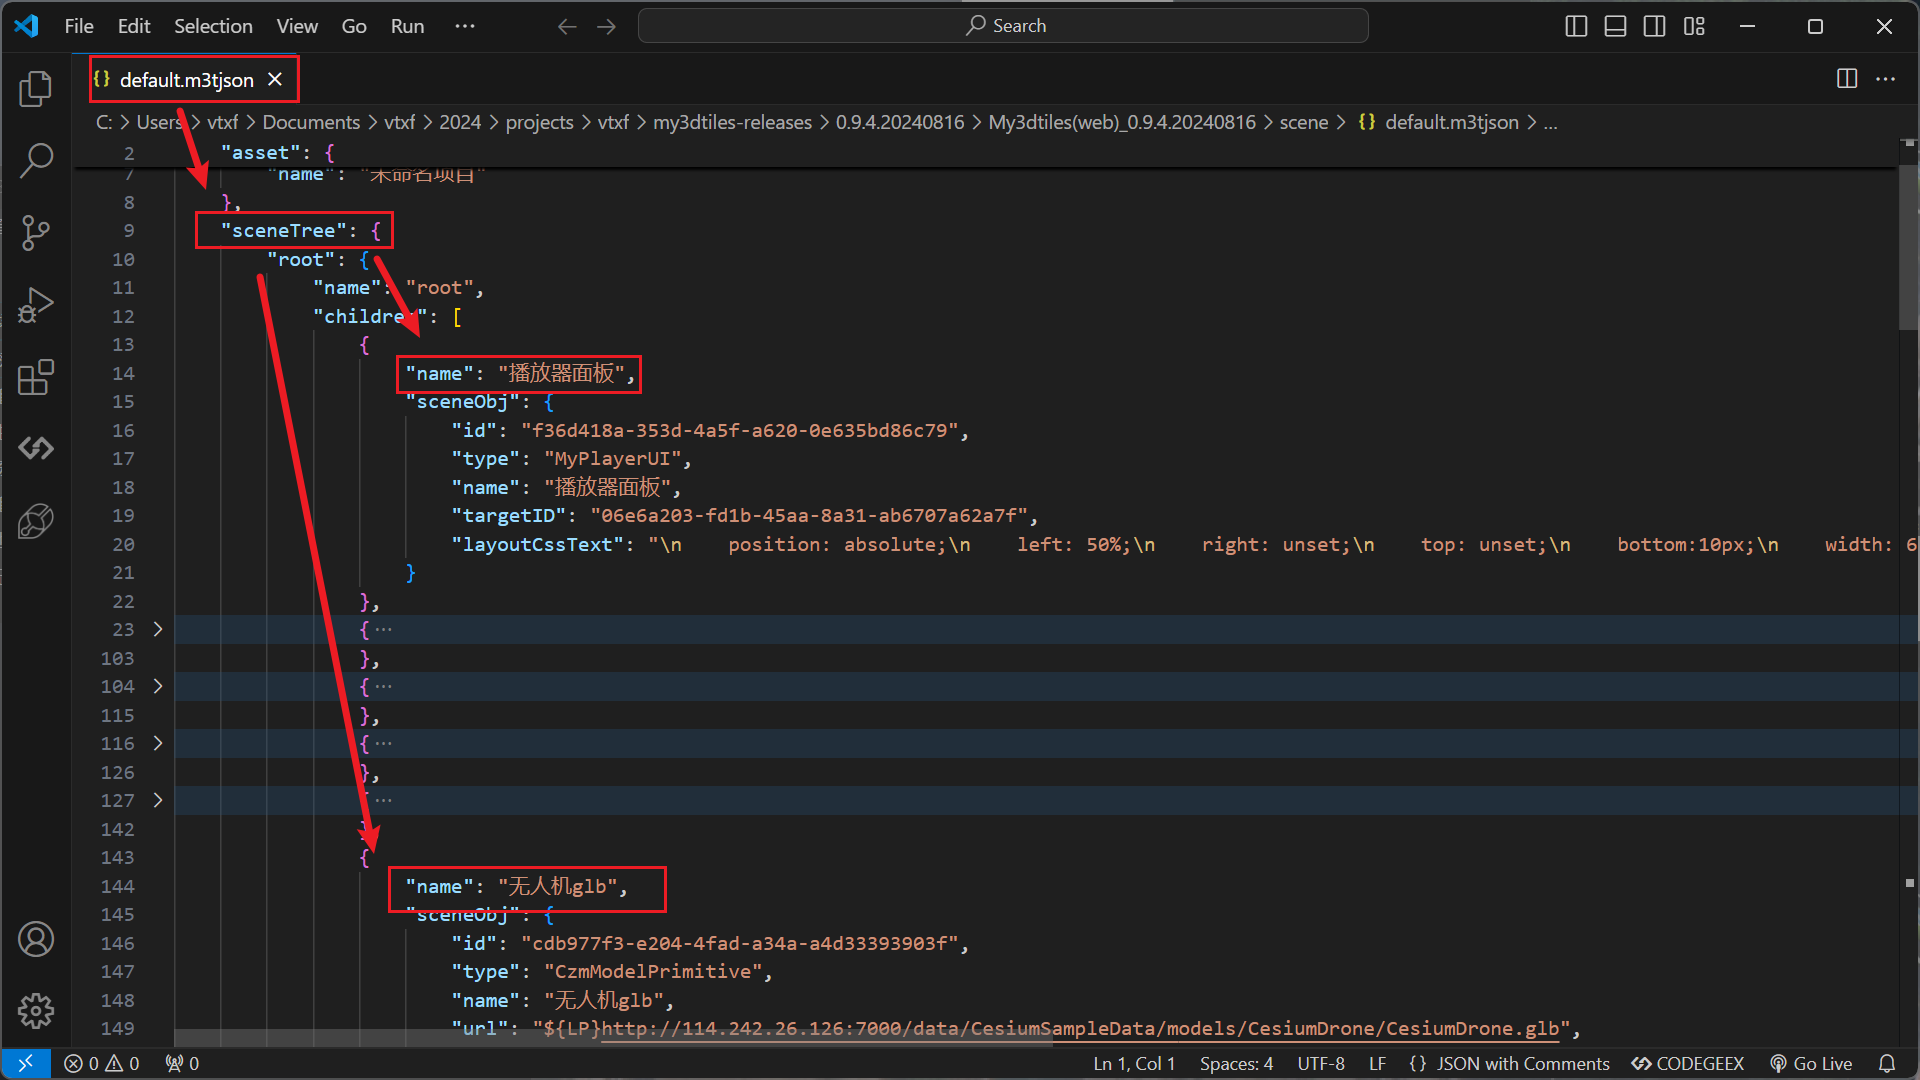 File Edit Selection View Go Run ··· Search
{} default.m3tjson
C: > Users > vtxf > Documents > vtxf > 2024 > projects > vtxf > my3dtiles-releases > 0.9.4.20240816 > My3dtiles(web)_0.9.4.20240816 > scene > {} default.m3tjson > ...
2 "asset": {
7 "name": "未命名项目"
8 },
9 "sceneTree": {
10 "root": {
11 "name": "root",
12 "children": [
13 {
14 "name": "播放器面板",
15 "sceneObj": {
16 "id": "f36d418a-353d-4a5f-a620-0e635bd86c79",
17 "type": "MyPlayerUI",
18 "name": "播放器面板",
19 "targetID": "06e6a203-fd1b-45aa-8a31-ab6707a62a7f",
20 "layoutCssText": "\n    position: absolute;\n    left: 50%;\n    right: unset;\n    top: unset;\n    bottom:10px;\n    width: 6
21 }
22 },
23 { ···
103 },
104 { ···
115 },
116 { ···
126 },
127 { ···
142 },
143 {
144 "name": "无人机glb",
145 "sceneObj": {
146 "id": "cdb977f3-e204-4fad-a34a-a4d33393903f",
147 "type": "CzmModelPrimitive",
148 "name": "无人机glb",
149 "url": "${LP}http://114.242.26.126:7000/data/CesiumSampleData/models/CesiumDrone/CesiumDrone.glb",
0 0 0 Ln 1, Col 1 Spaces: 4 UTF-8 LF {} JSON with Comments CODEGEEX Go Live